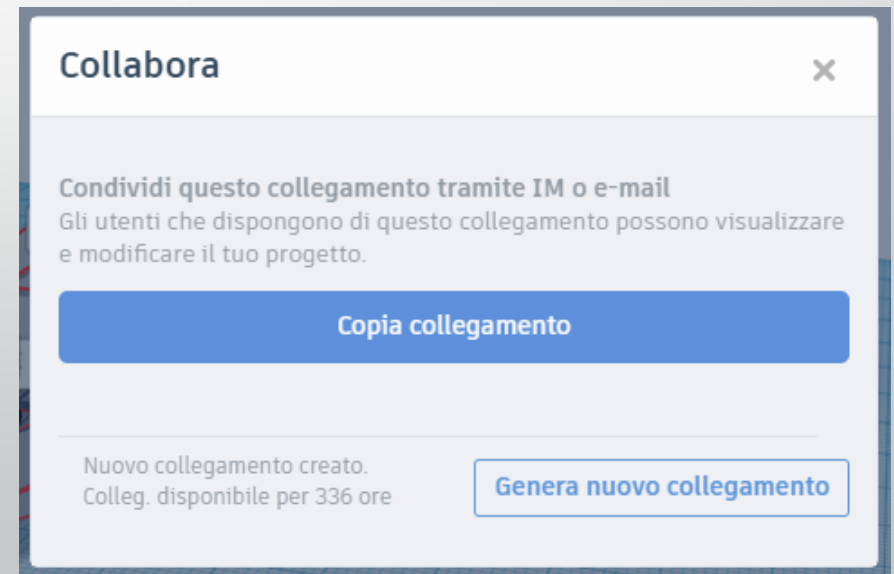 Collabora
Condividi questo collegamento tramite IM o e-mail
Gli utenti che dispongono di questo collegamento possono visualizzare
e modificare il tuo progetto.
Copia collegamento
Nuovo collegamento creato.
Colleg. disponibile per 336 ore
Genera nuovo collegamento